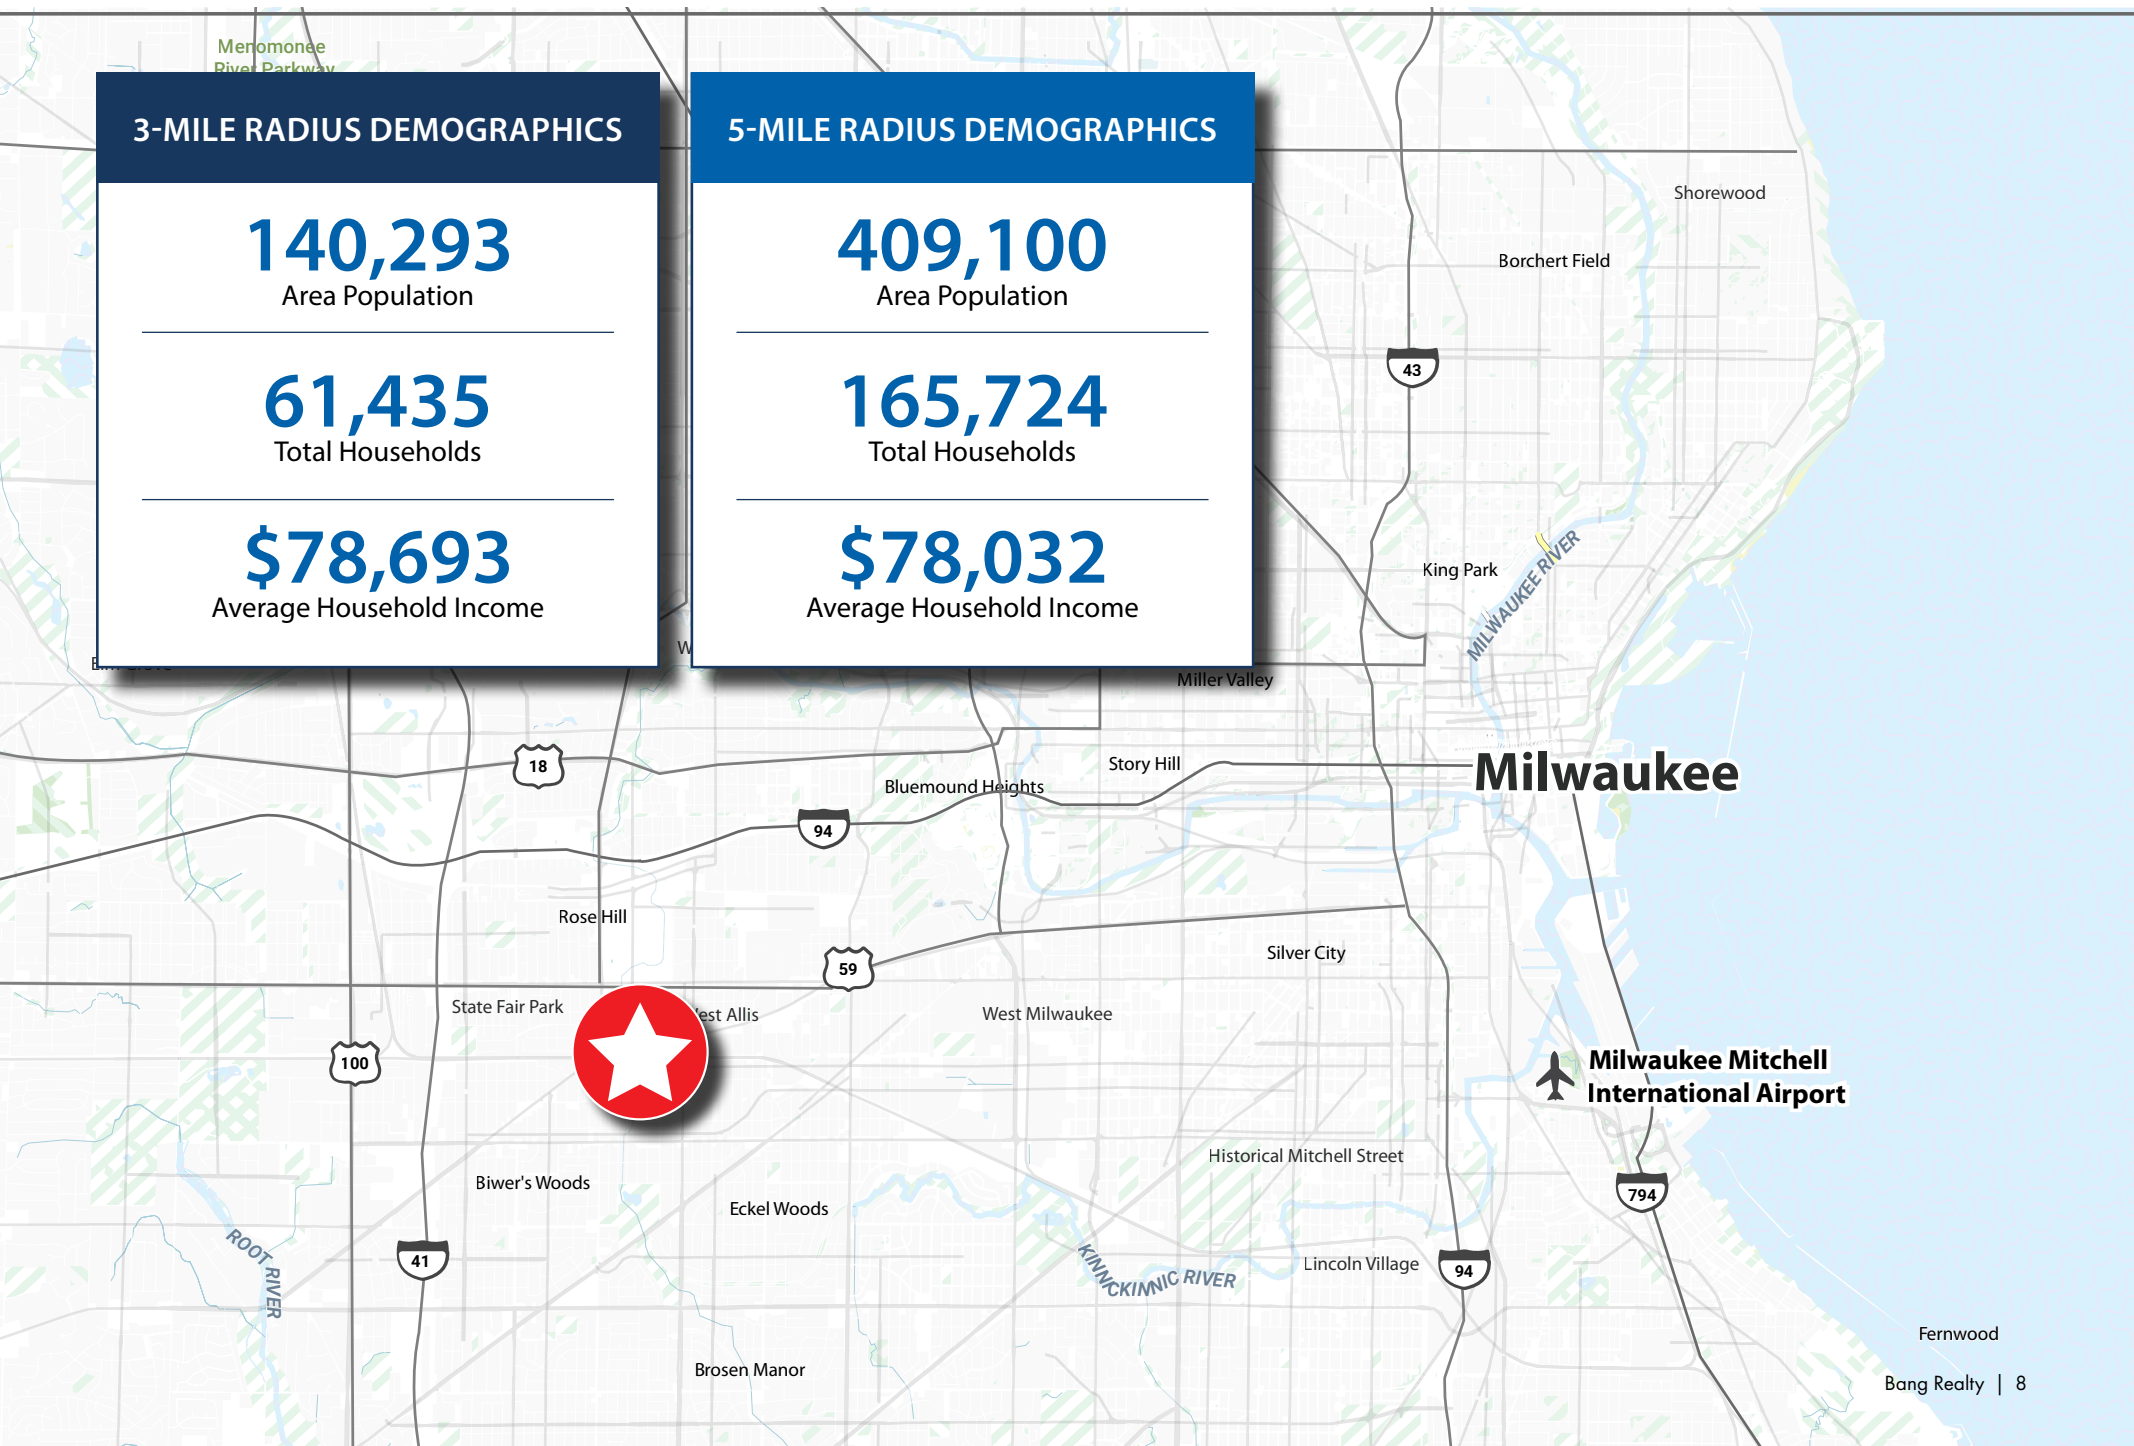 Menomonee
River Parkway
3-MILE RADIUS DEMOGRAPHICS
140,293
Area Population
61,435
Total Households
$78,693
Average Household Income
5-MILE RADIUS DEMOGRAPHICS
409,100
Area Population
165,724
Total Households
$78,032
Average Household Income
Shorewood
Borchert Field
43
King Park
MILWAUKEE RIVER
Miller Valley
18
Story Hill
Milwaukee
Bluemound Heights
94
Rose Hill
59
Silver City
State Fair Park
est Allis
West Milwaukee
100
Milwaukee Mitchell
International Airport
Historical Mitchell Street
Biwer's Woods
794
Eckel Woods
ROOT RIVER
41
KINNICKINNIC RIVER
Lincoln Village
94
Fernwood
Brosen Manor
Bang Realty | 8